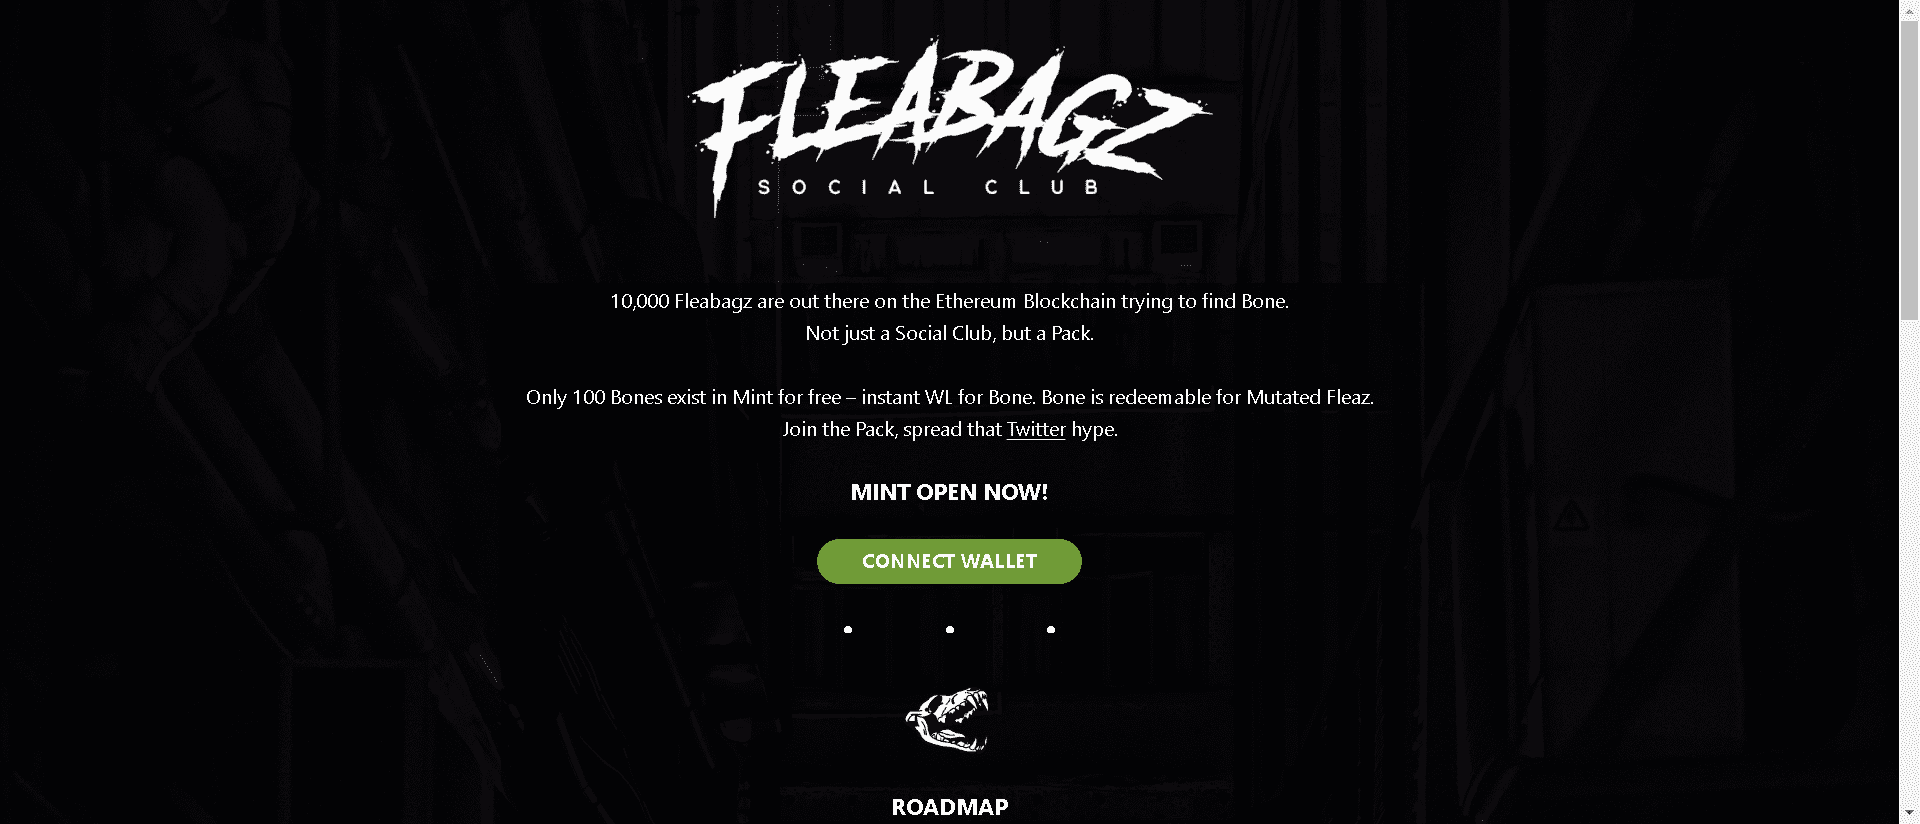 FLEABAGZ
SOCIAL CLUB
10,000 Fleabagz are out there on the Ethereum Blockchain trying to find Bone.
Not just a Social Club, but a Pack.
Only 100 Bones exist in Mint for free – instant WL for Bone. Bone is redeemable for Mutated Fleaz.
Join the Pack, spread that Twitter hype.
MINT OPEN NOW!
CONNECT WALLET
ROADMAP